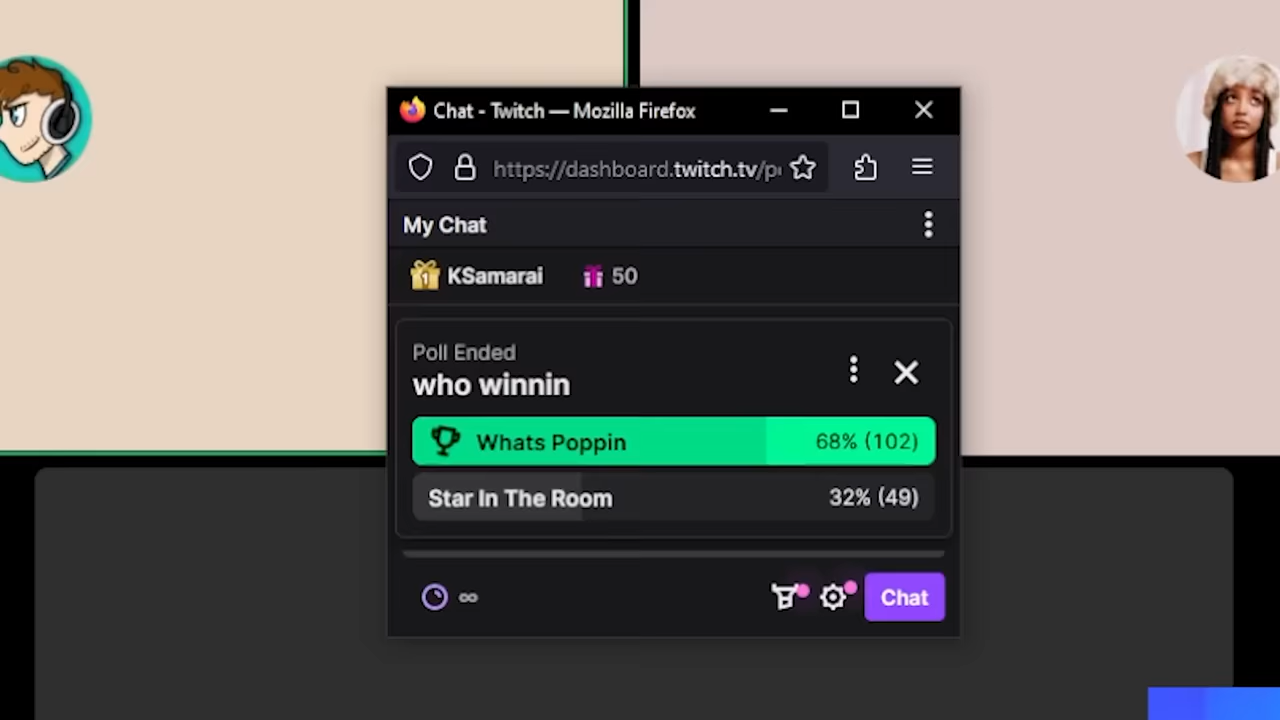 Chat - Twitch — Mozilla Firefox
https://dashboard.twitch.tv/p
My Chat
1 KSamarai 50
Poll Ended
who winnin
Whats Poppin 68% (102)
Star In The Room 32% (49)
∞ Chat